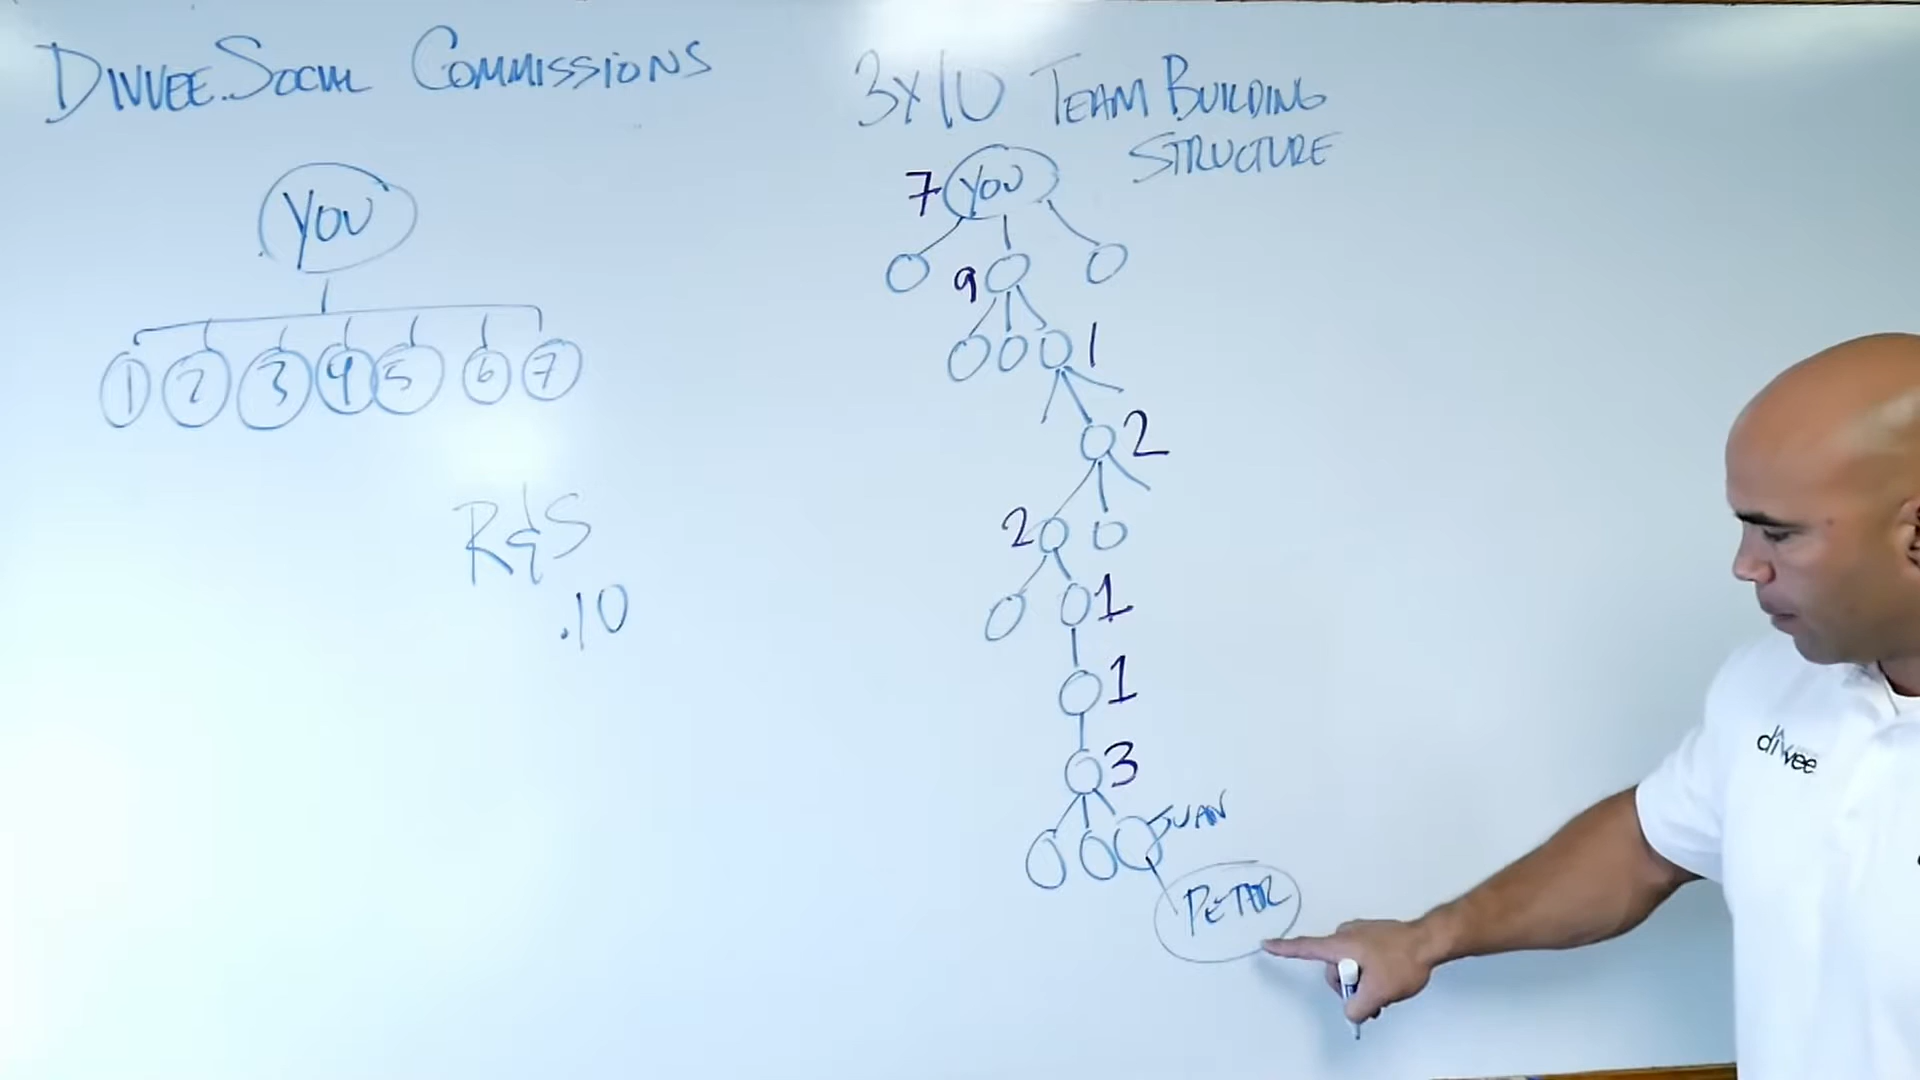 DIVVEE.SOCIAL COMMISSIONS
YOU
1 2 3 4 5 6 7
R&S
.10
3x10 TEAM BUILDING
STRUCTURE
7 YOU
9
1
2
2
1
1
3
JUAN
PETER
divvee